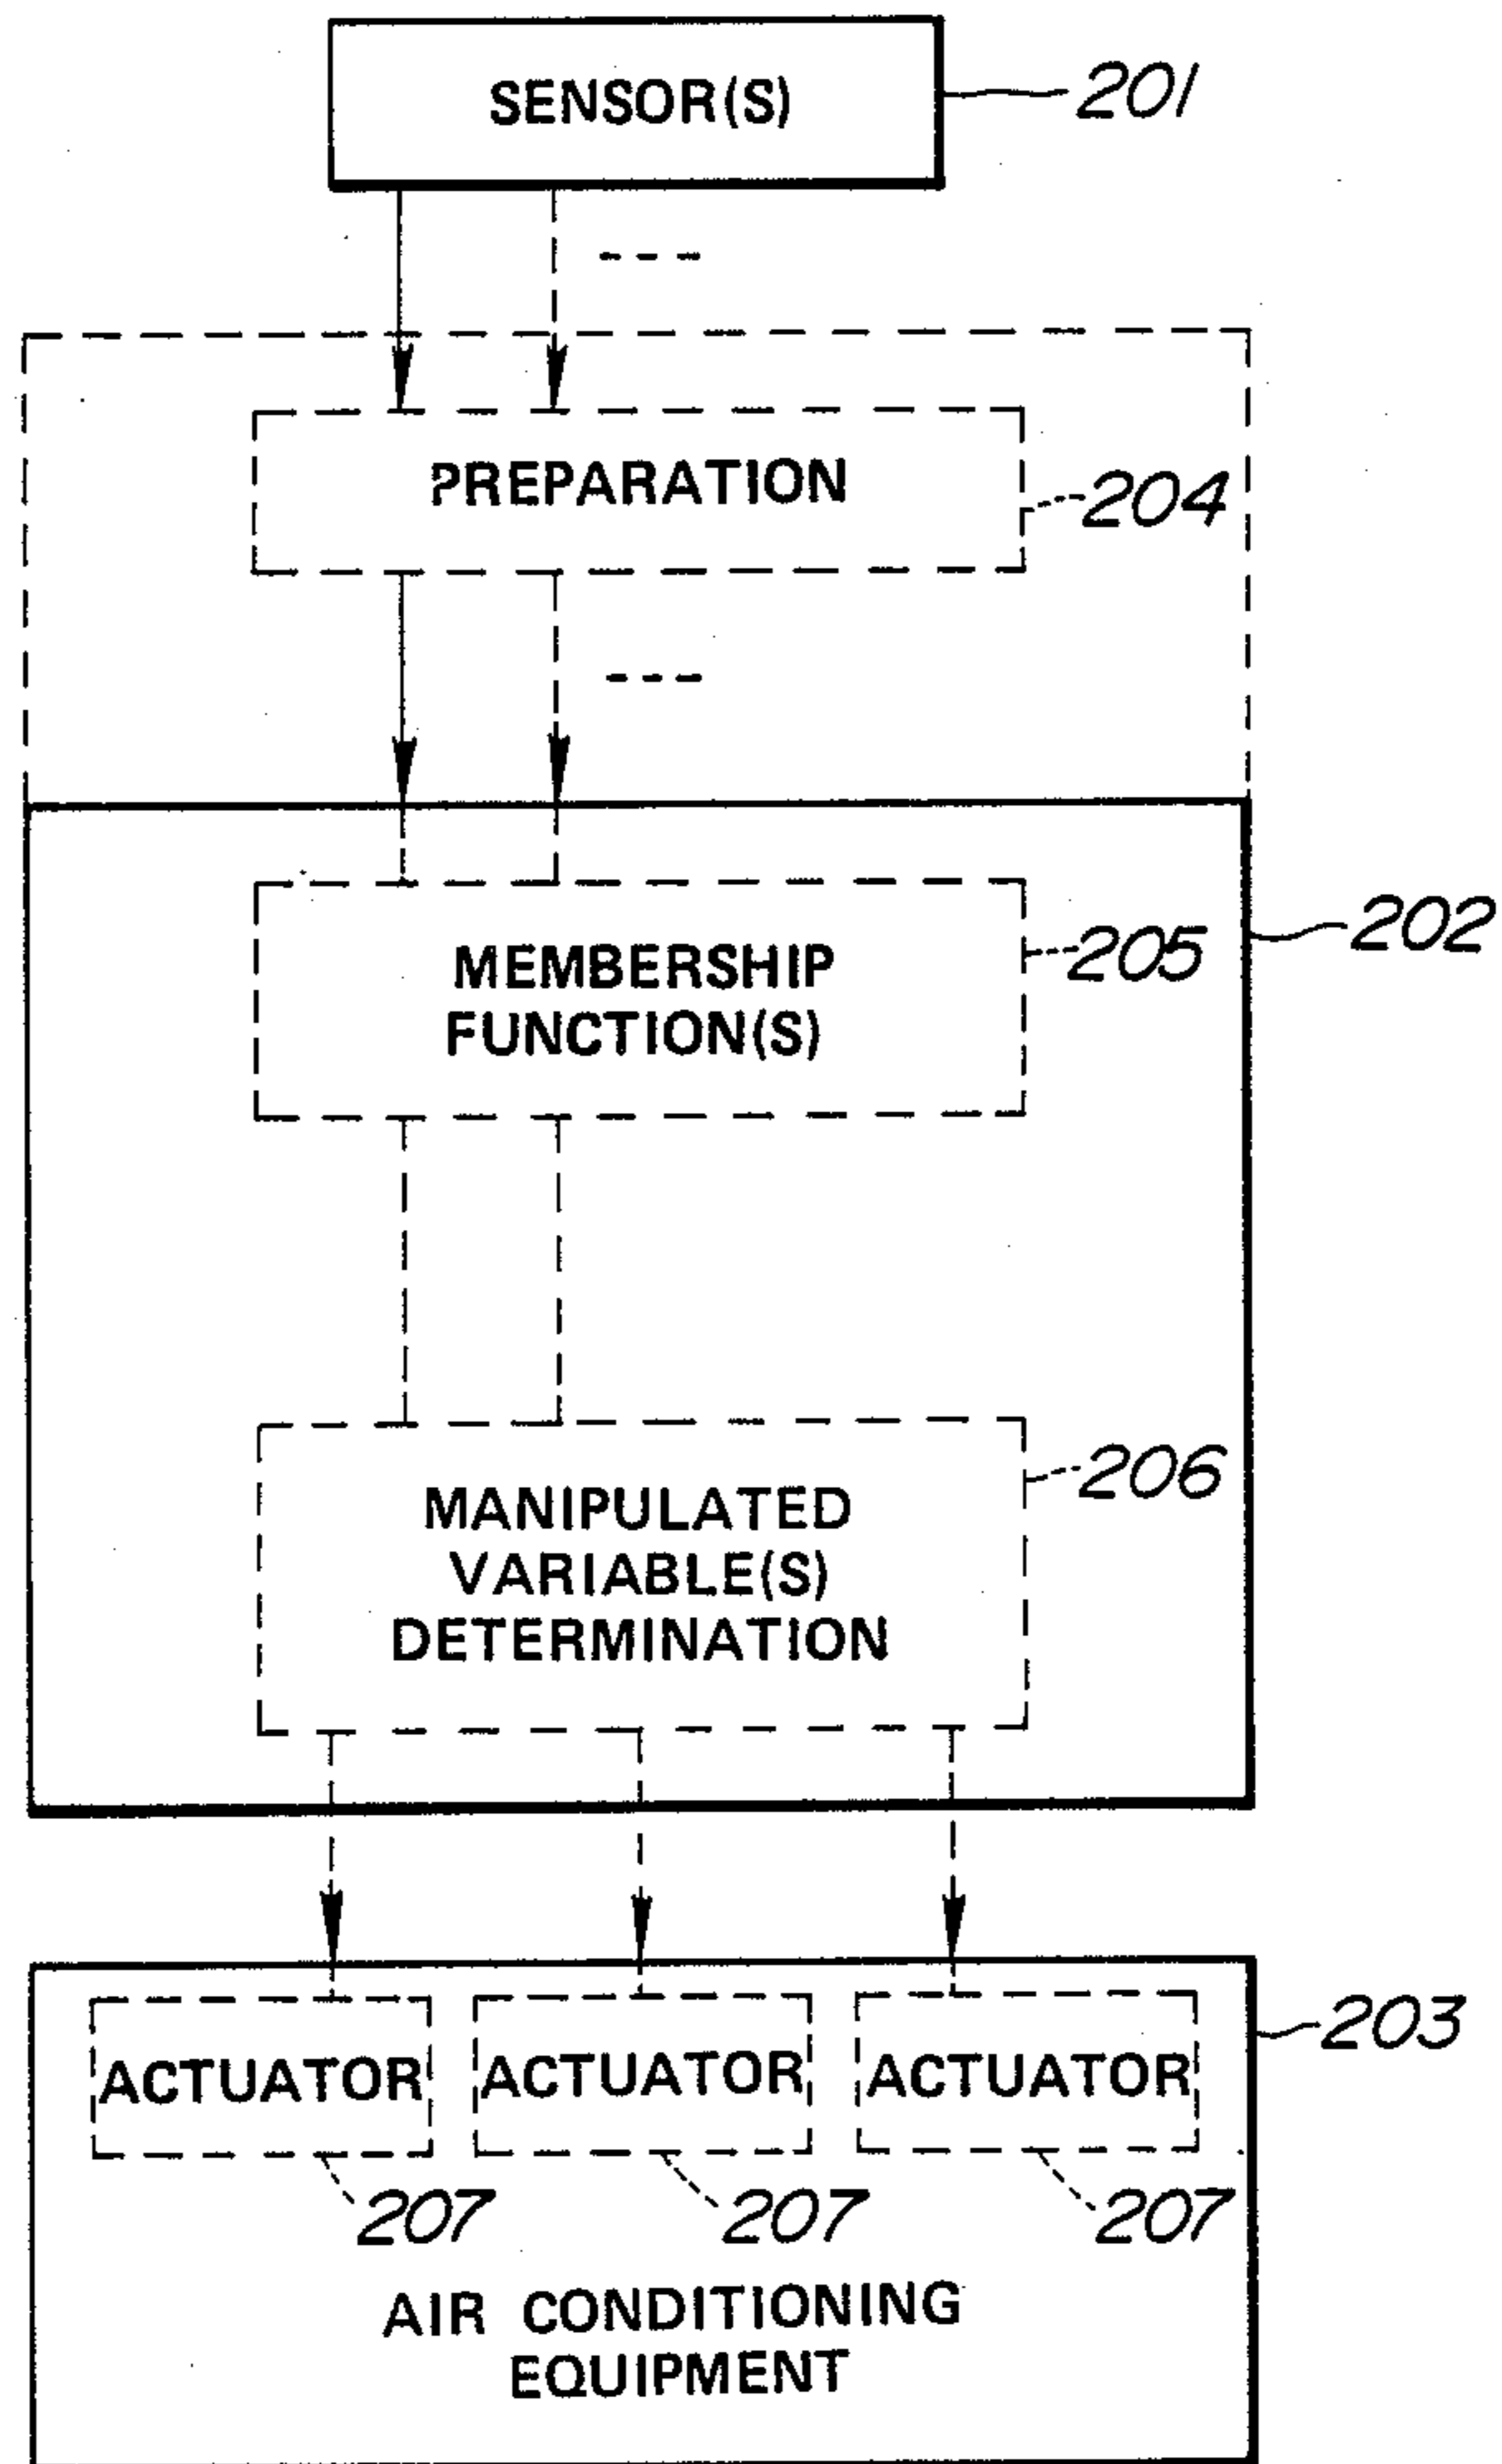 SENSOR(S)
201
PREPARATION
204
MEMBERSHIP
FUNCTION(S)
205
202
MANIPULATED
VARIABLE(S)
DETERMINATION
206
ACTUATOR ACTUATOR ACTUATOR
203
207 207 207
AIR CONDITIONING
EQUIPMENT